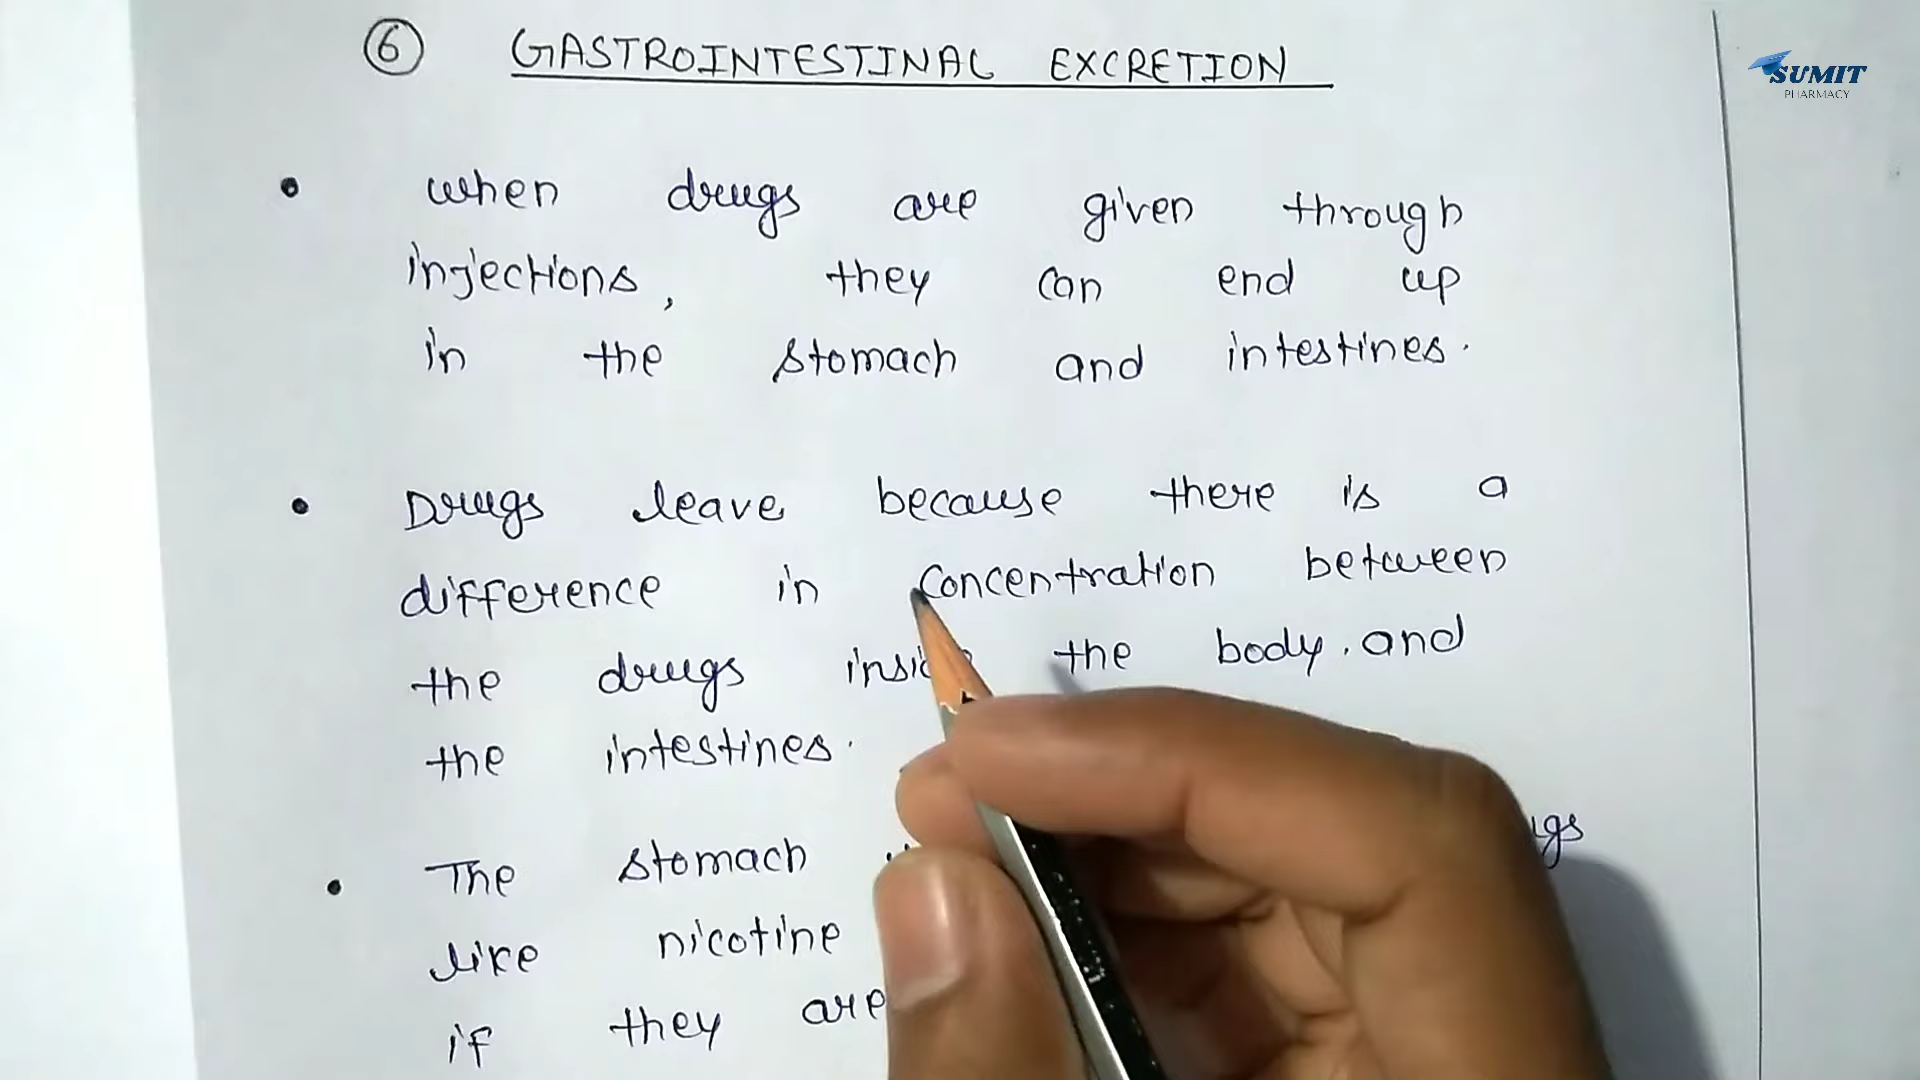 6 GASTROINTESTINAL EXCRETION
SUMIT
PHARMACY
• when drugs are given through
injections, they can end up
in the stomach and intestines.
• Drugs leave because there is a
difference in concentration between
the drugs the body. and
the intestines.
• The stomach
like nicotine
if they are